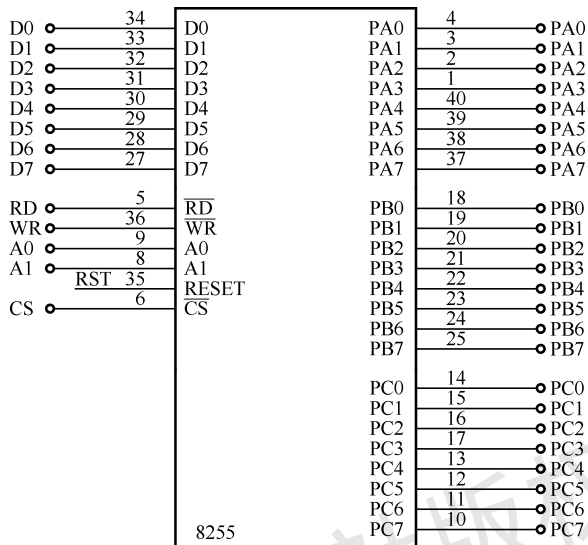 D0 34 D0 PA0 4 PA0
D1 33 D1 PA1 3 PA1
D2 32 D2 PA2 2 PA2
D3 31 D3 PA3 1 PA3
D4 30 D4 PA4 40 PA4
D5 29 D5 PA5 39 PA5
D6 28 D6 PA6 38 PA6
D7 27 D7 PA7 37 PA7
RD 5 RD PB0 18 PB0
WR 36 WR PB1 19 PB1
A0 9 A0 PB2 20 PB2
A1 8 A1 PB3 21 PB3
RST 35 RESET PB4 22 PB4
CS 6 CS PB5 23 PB5
PB6 24 PB6
PB7 25 PB7
PC0 14 PC0
PC1 15 PC1
PC2 16 PC2
PC3 17 PC3
PC4 13 PC4
PC5 12 PC5
PC6 11 PC6
8255 PC7 10 PC7